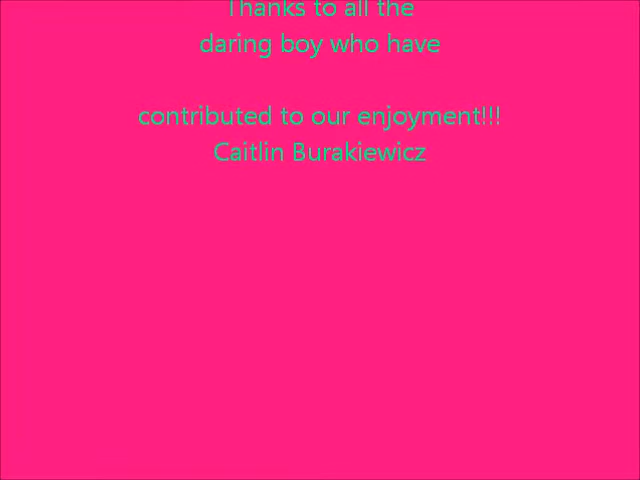 Thanks to all the
daring boy who have
contributed to our enjoyment!!!
Caitlin Burakiewicz